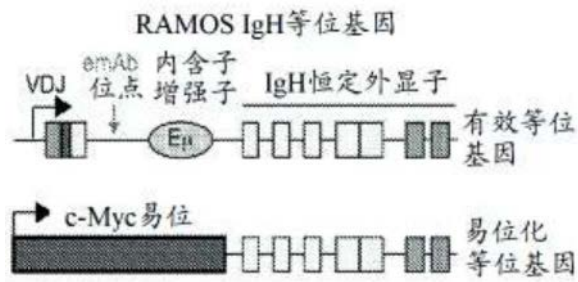 RAMOS IgH等位基因
VDJ
emAb
位点
内含子
增强子
IgH恒定外显子
Eμ
有效等位
基因
c-Myc易位
易位化
等位基因